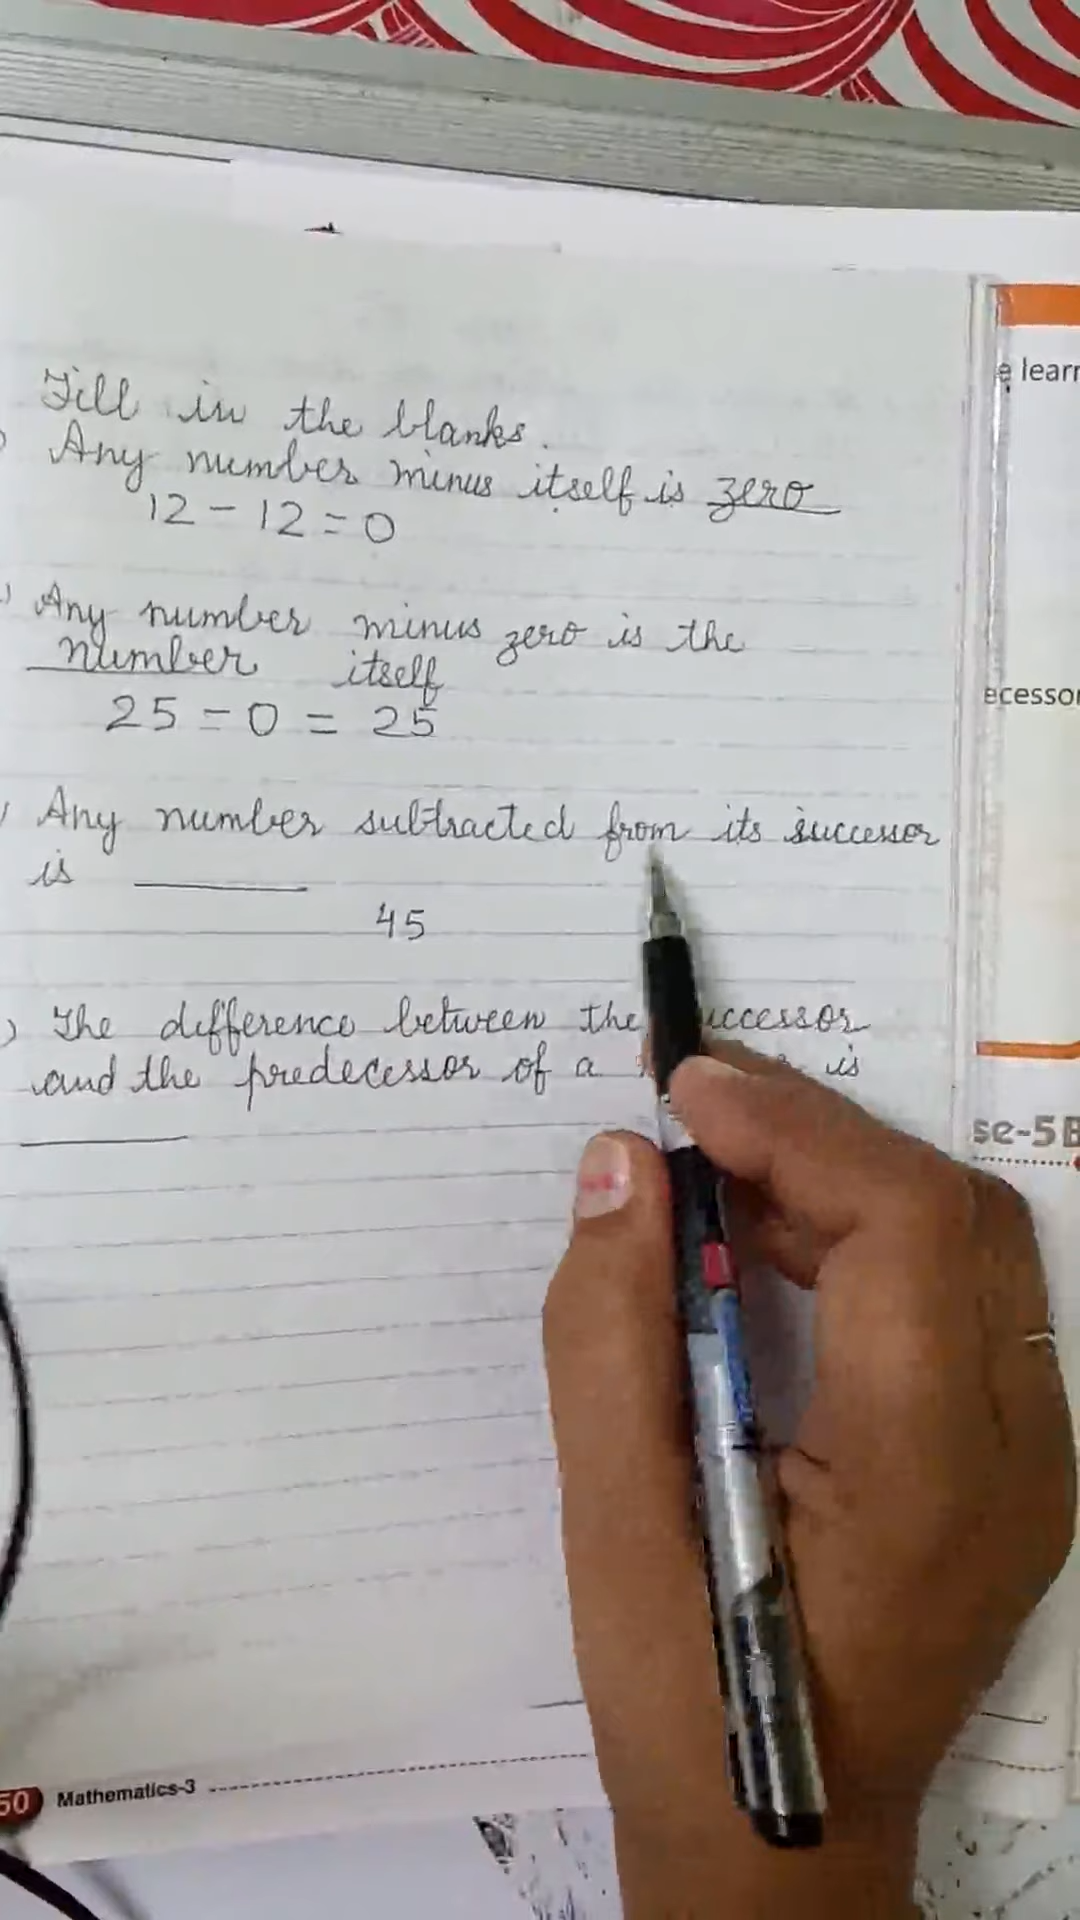 Fill in the blanks.
Any number minus itself is zero
12 - 12 = 0
Any number minus zero is the
number itself
25 - 0 = 25
Any number subtracted from its successor
is
45
The difference between the successor
and the predecessor of a is
50 Mathematics-3
e learn
ecessor
se-5B